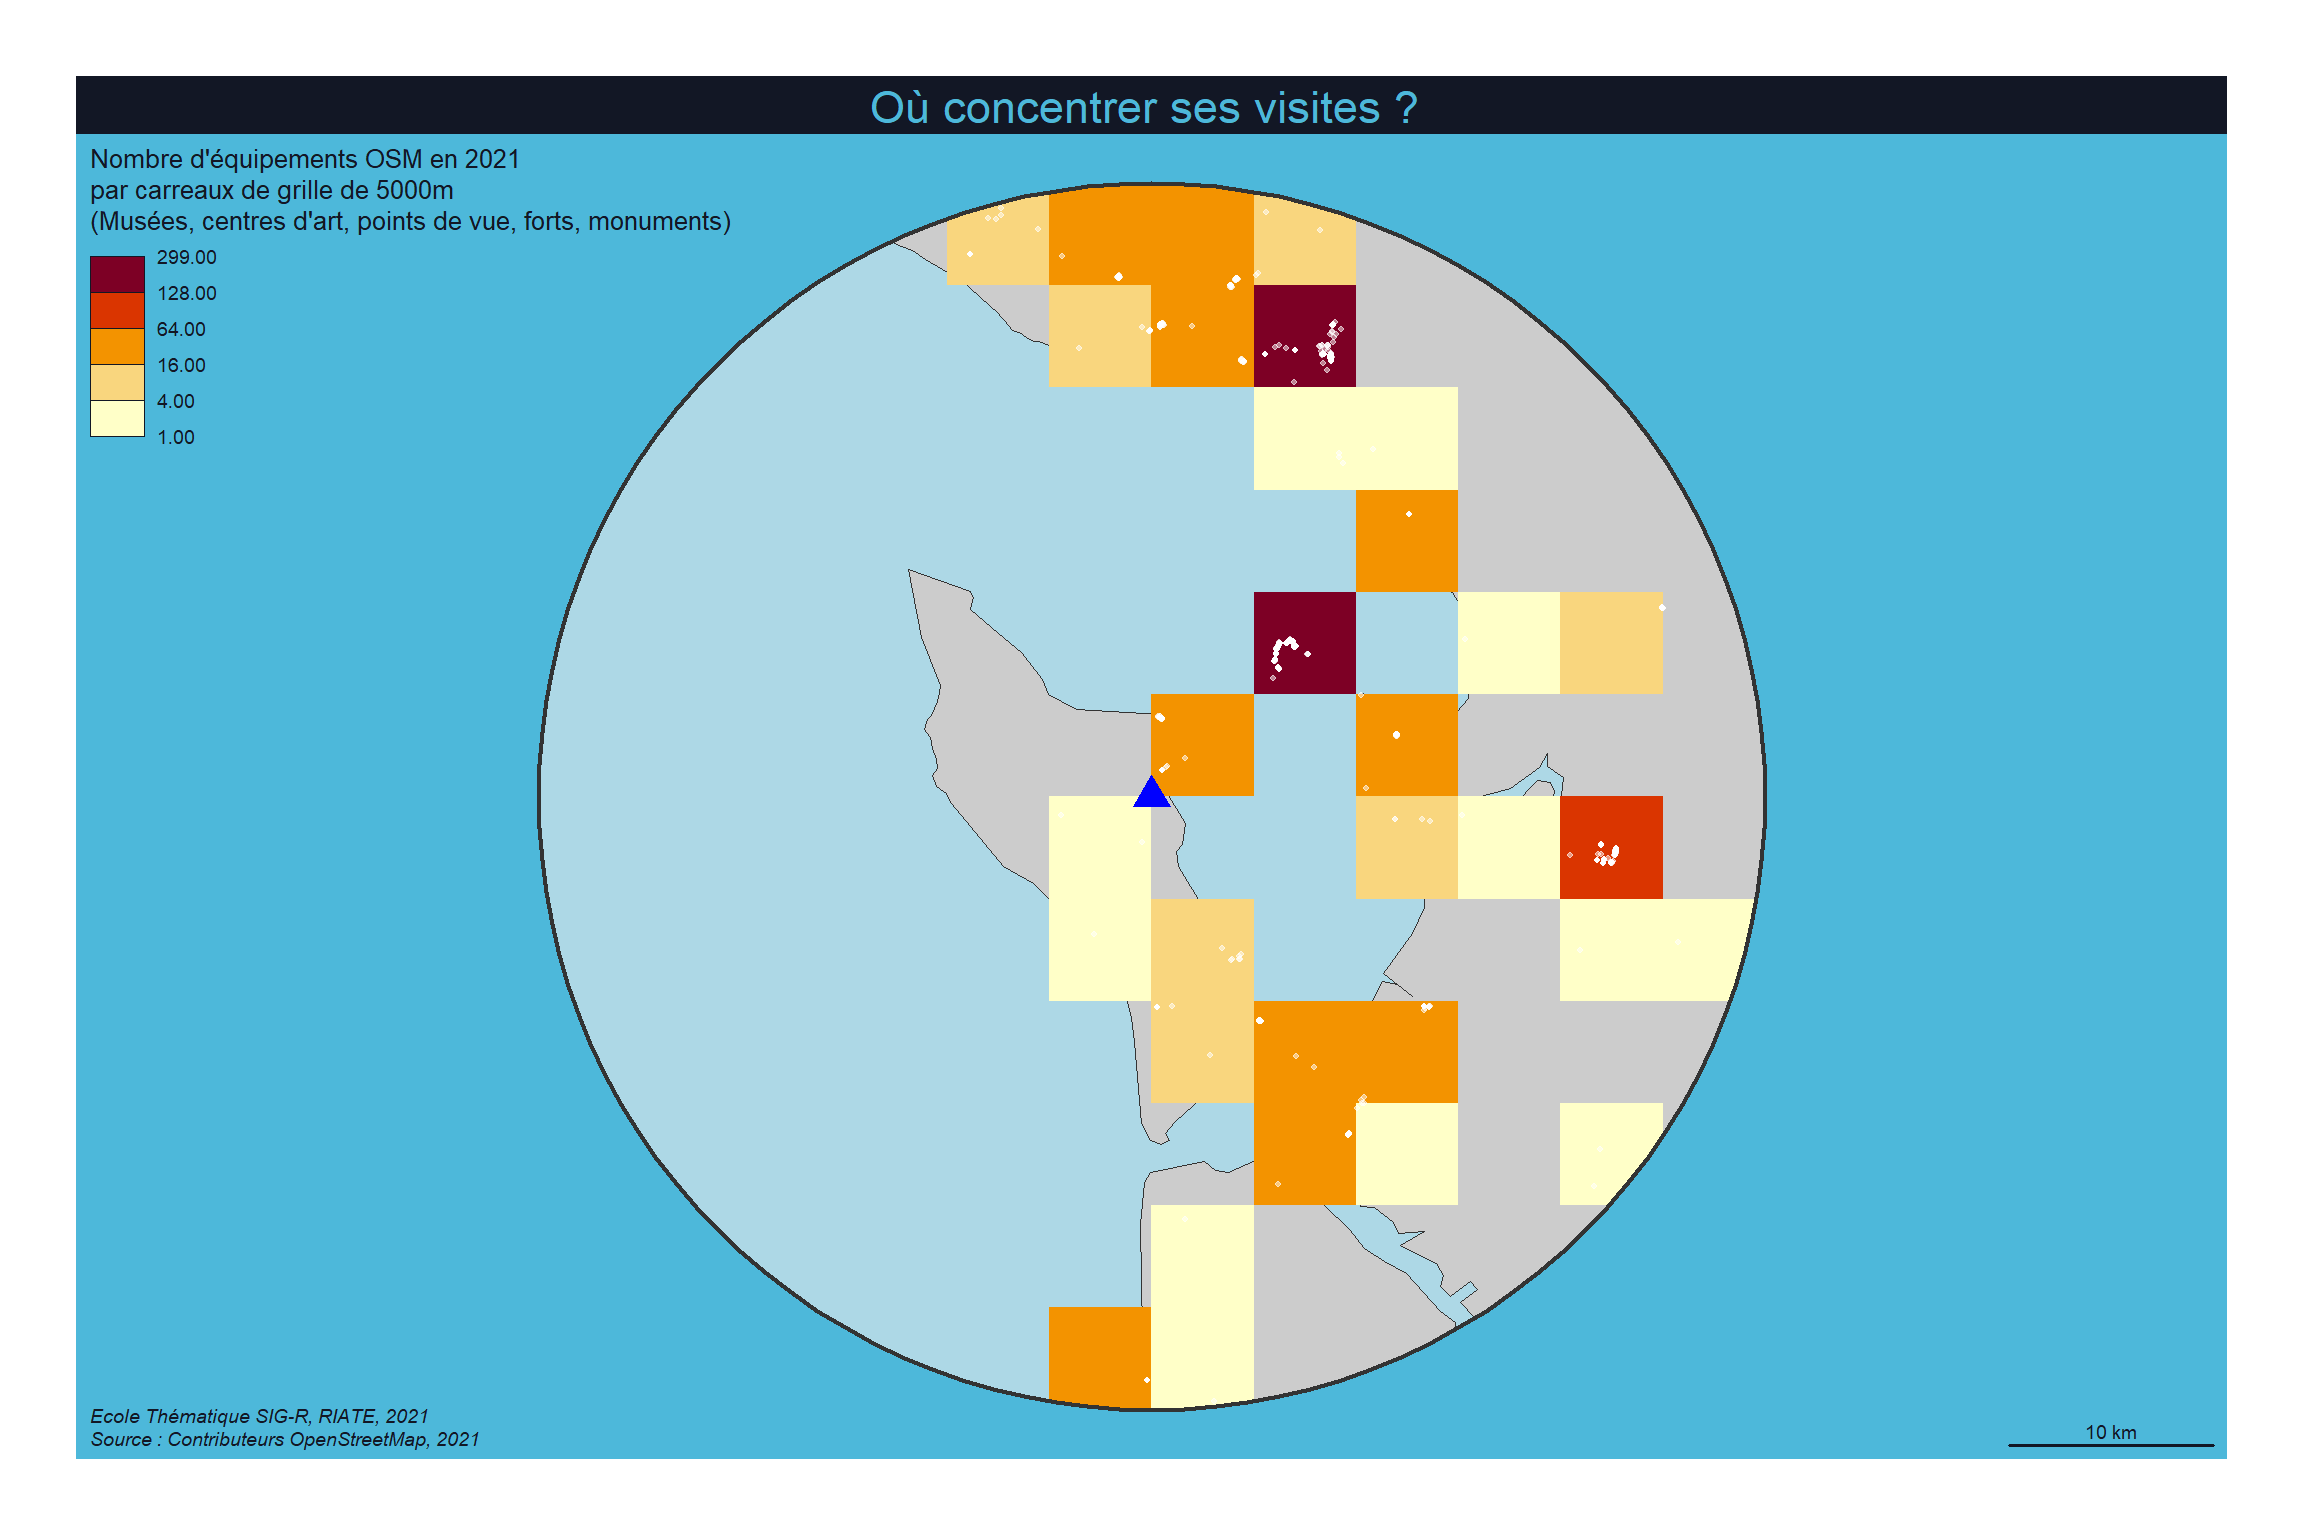 Où concentrer ses visites ?
Nombre d'équipements OSM en 2021
par carreaux de grille de 5000m
(Musées, centres d'art, points de vue, forts, monuments)
299.00
128.00
64.00
16.00
4.00
1.00
Ecole Thématique SIG-R, RIATE, 2021
Source : Contributeurs OpenStreetMap, 2021
10 km